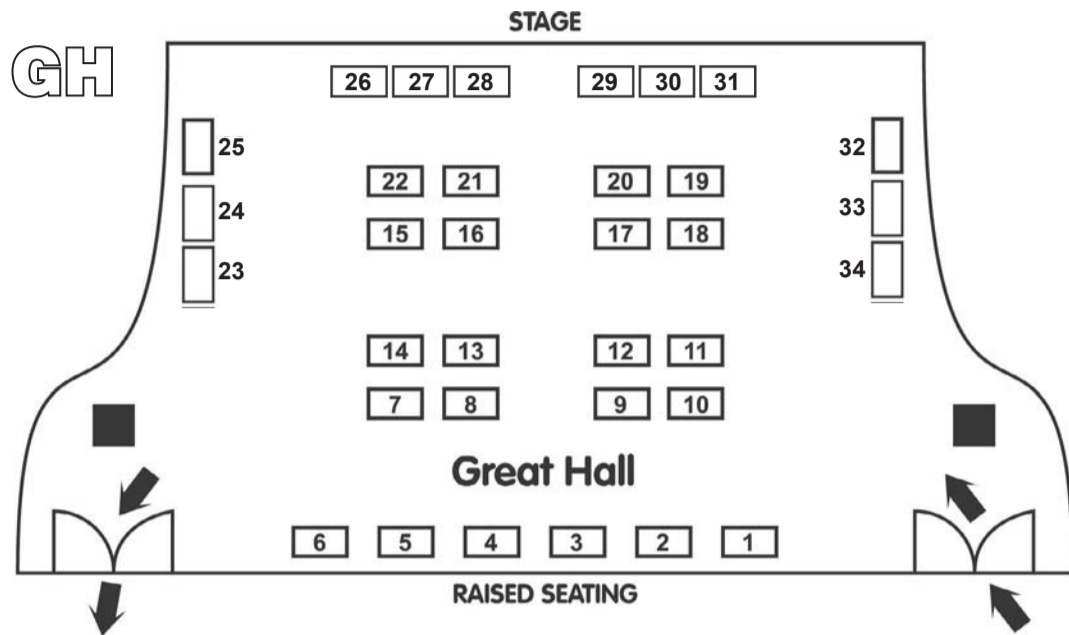 STAGE
GH
26 27 28 29 30 31
25 32
22 21 20 19
24 33
15 16 17 18
23 34
14 13 12 11
7 8 9 10
Great Hall
6 5 4 3 2 1
RAISED SEATING